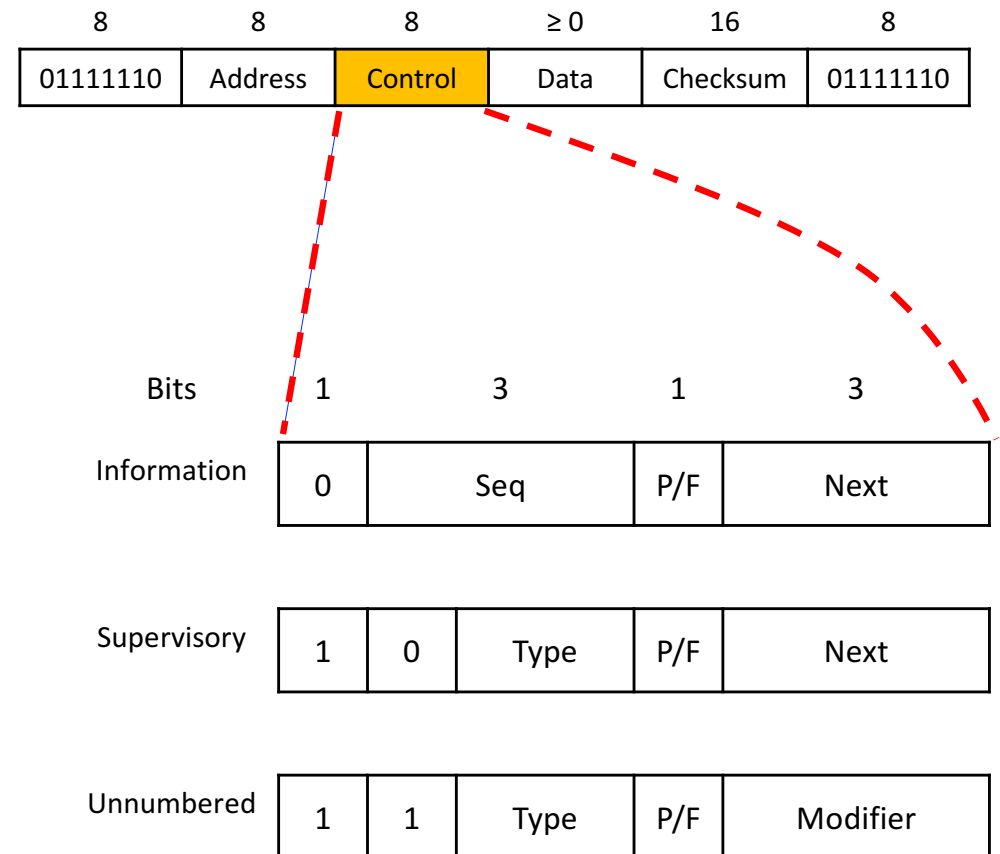 8 8 8 ≥ 0 16 8
01111110 Address Control Data Checksum 01111110
Bits 1 3 1 3
Information 0 Seq P/F Next
Supervisory 1 0 Type P/F Next
Unnumbered 1 1 Type P/F Modifier